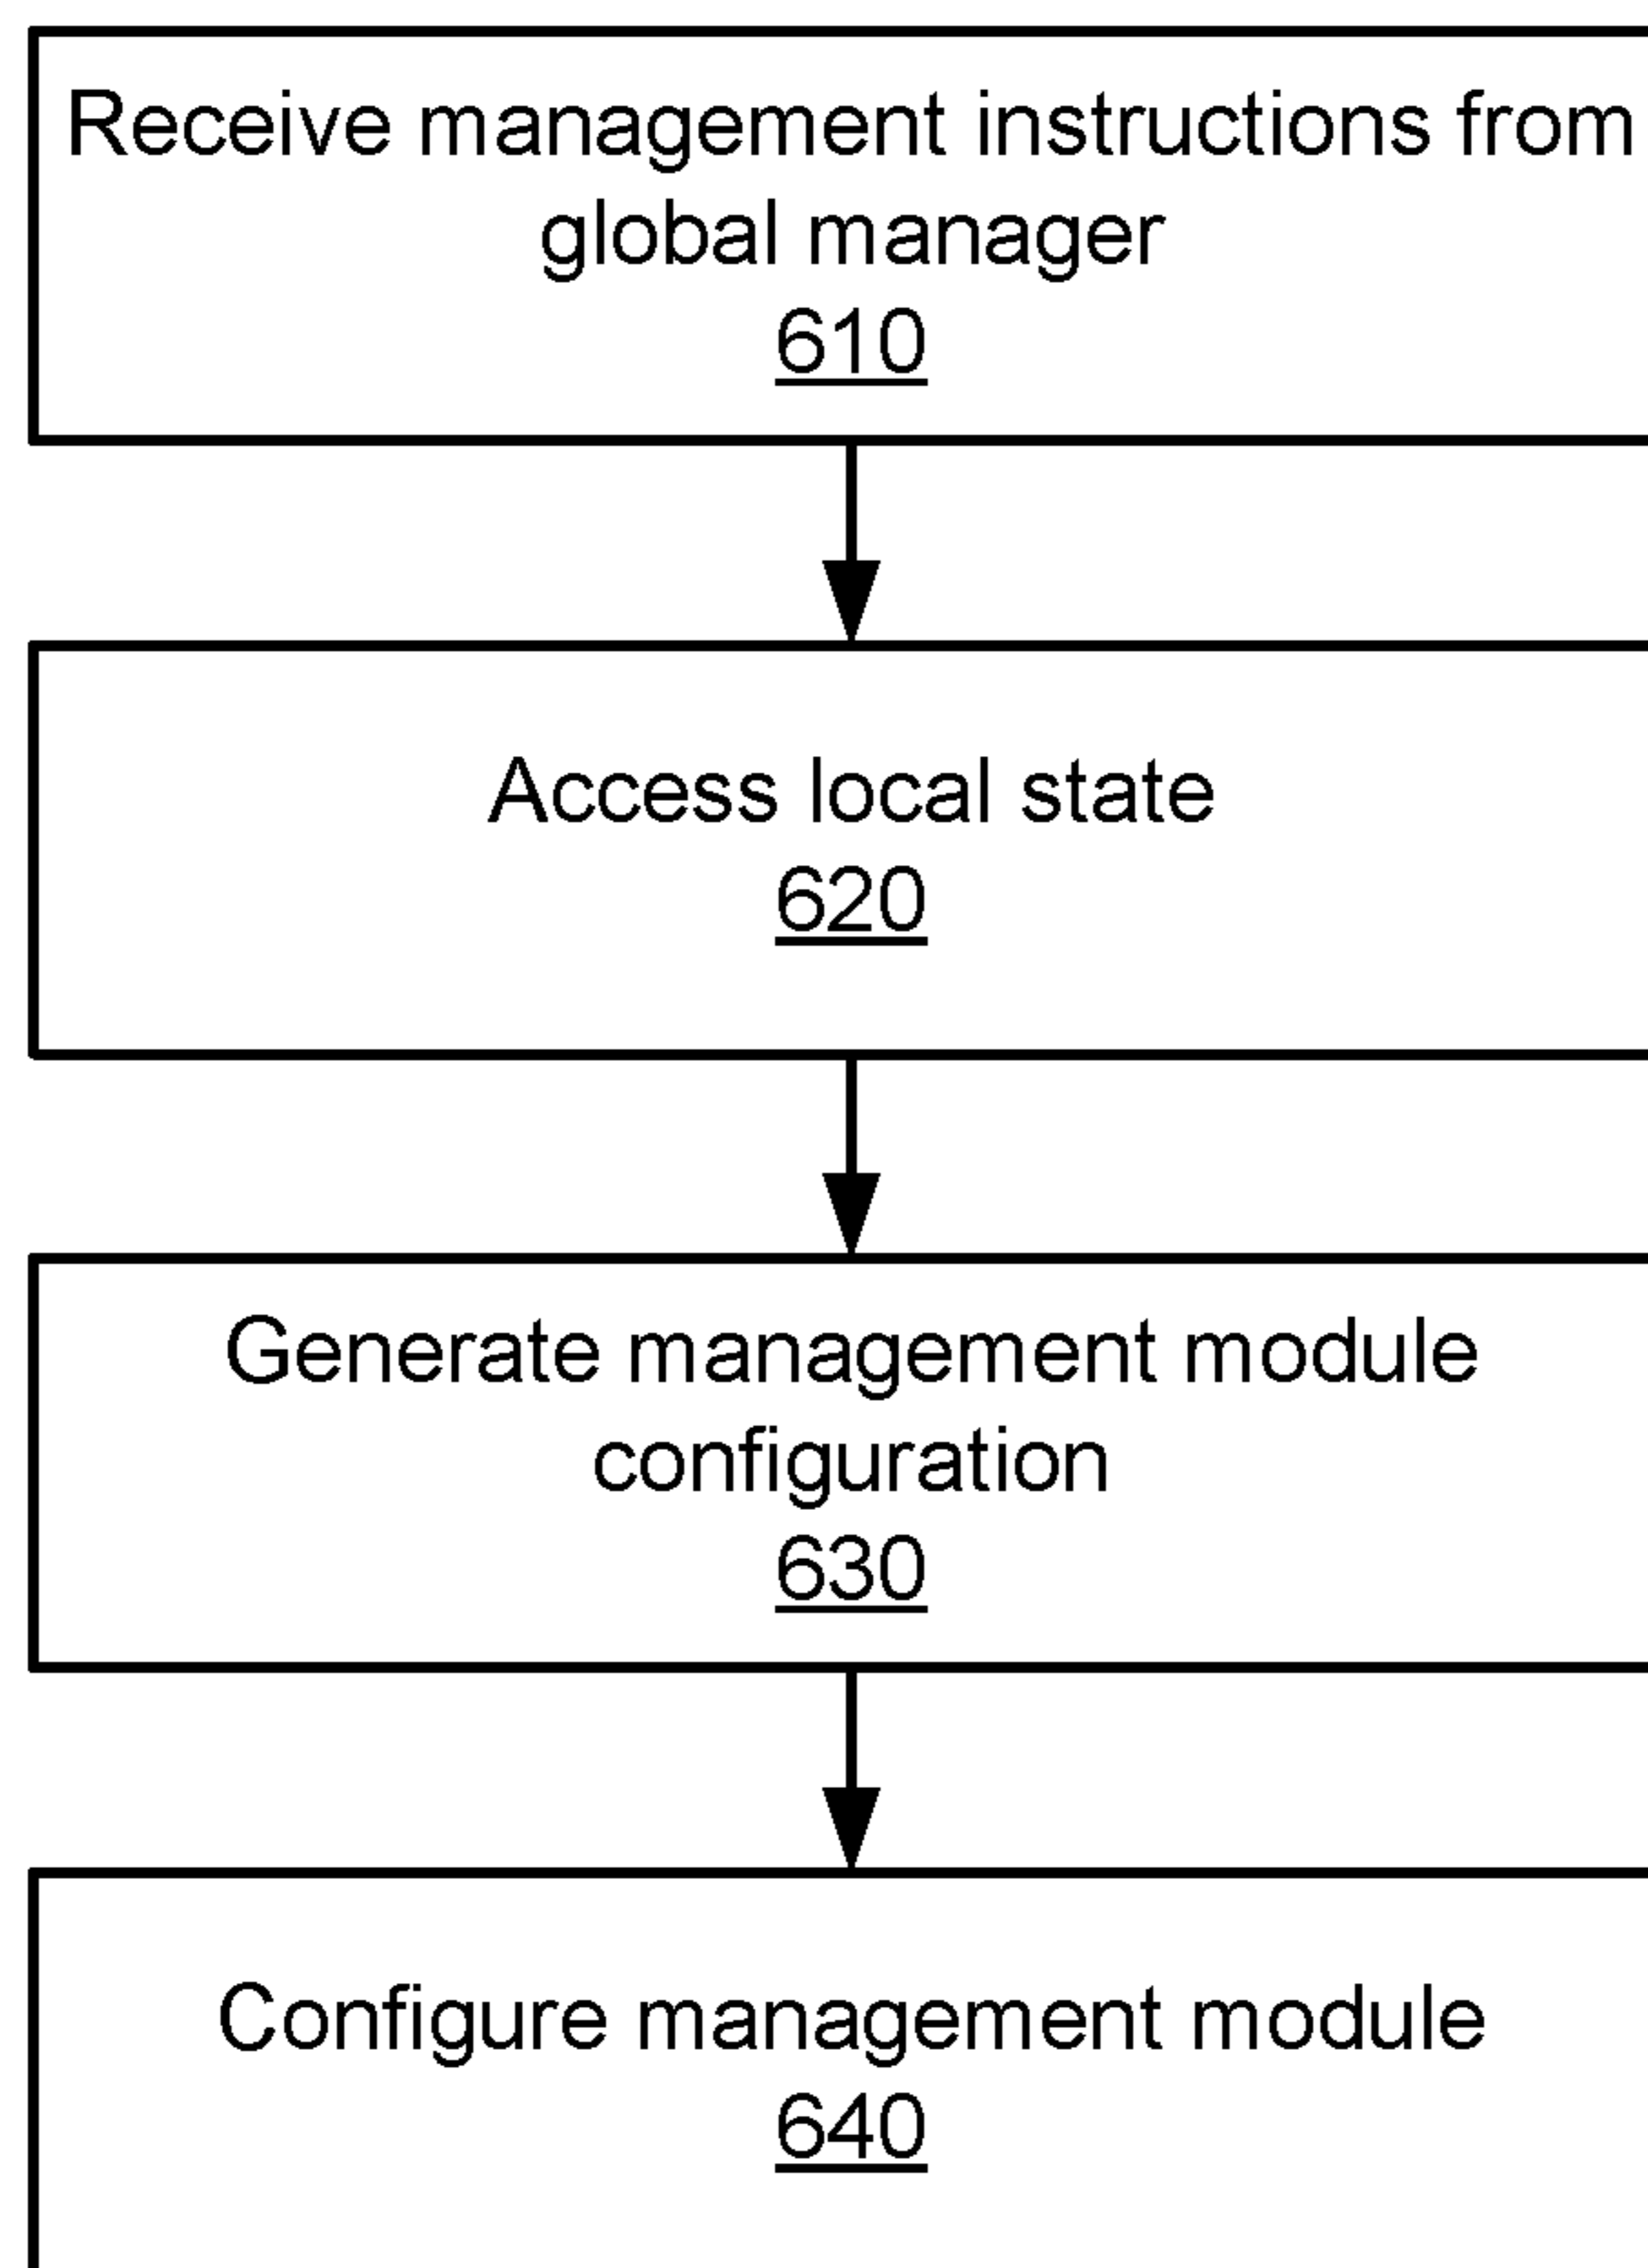 Receive management instructions from
global manager
610
Access local state
620
Generate management module
configuration
630
Configure management module
640